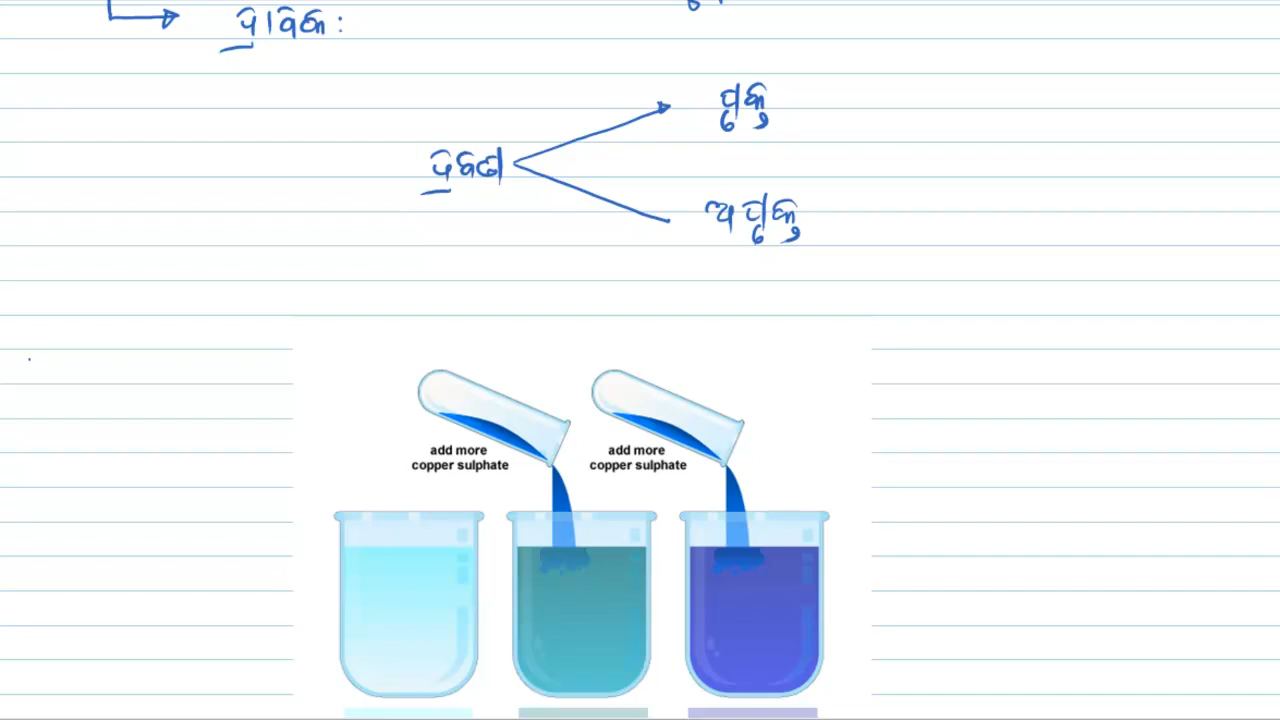 ଦ୍ରାବକ :
ପୃକ୍ତ
ଦ୍ରବଣ
ଅପୃକ୍ତ
add more
copper sulphate
add more
copper sulphate